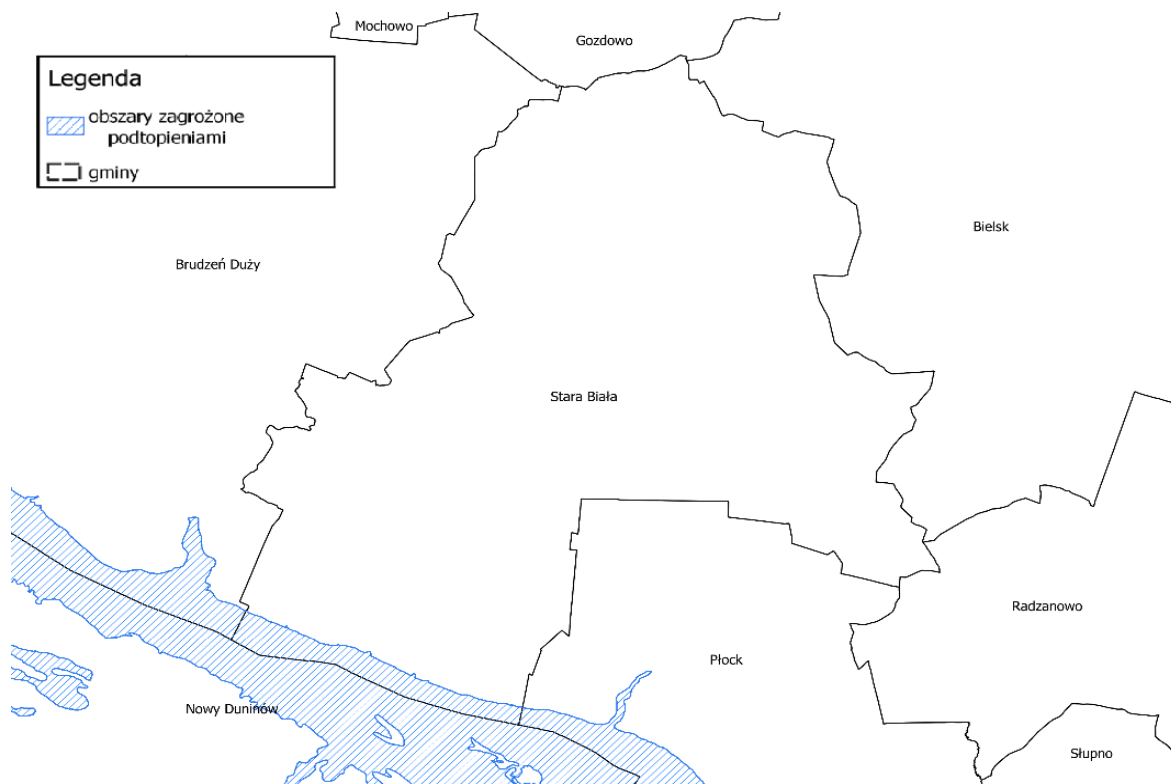 Mochowo
Gozdowo
Legenda
obszary zagrożone
podtopieniami
gminy
Bielsk
Brudzeń Duży
Stara Biała
Radzanowo
Płock
Nowy Duninów
Słupno